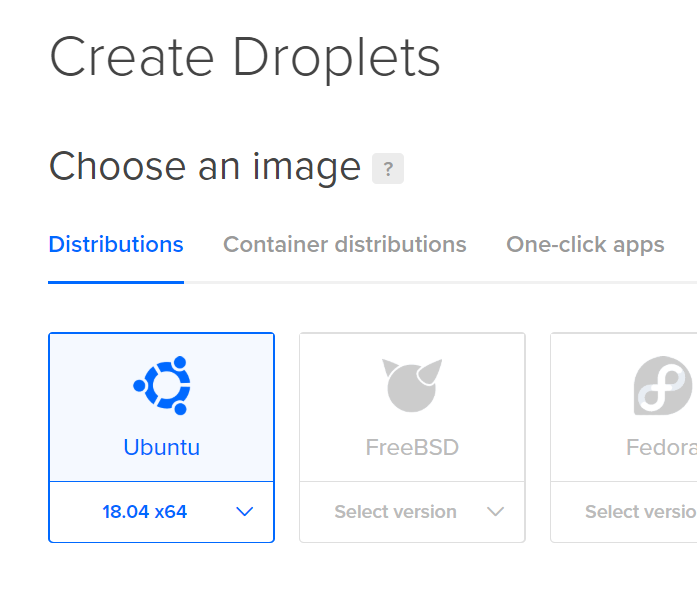 Create Droplets
Choose an image ?
Distributions Container distributions One-click apps
Ubuntu FreeBSD Fedora
18.04 x64 Select version Select versio